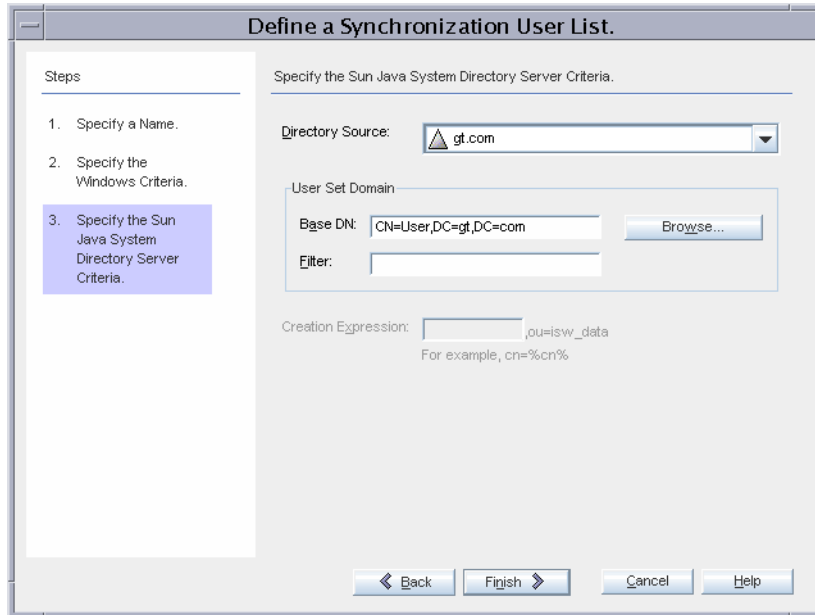 Define a Synchronization User List.
Steps
1. Specify a Name.
2. Specify the
Windows Criteria.
3. Specify the Sun
Java System
Directory Server
Criteria.
Specify the Sun Java System Directory Server Criteria.
Directory Source:
gt.com
User Set Domain
Base DN:
CN=User,DC=gt,DC=com
Browse...
Filter:
Creation Expression:
,ou=isw_data
For example, cn=%cn%
Back
Finish
Cancel
Help